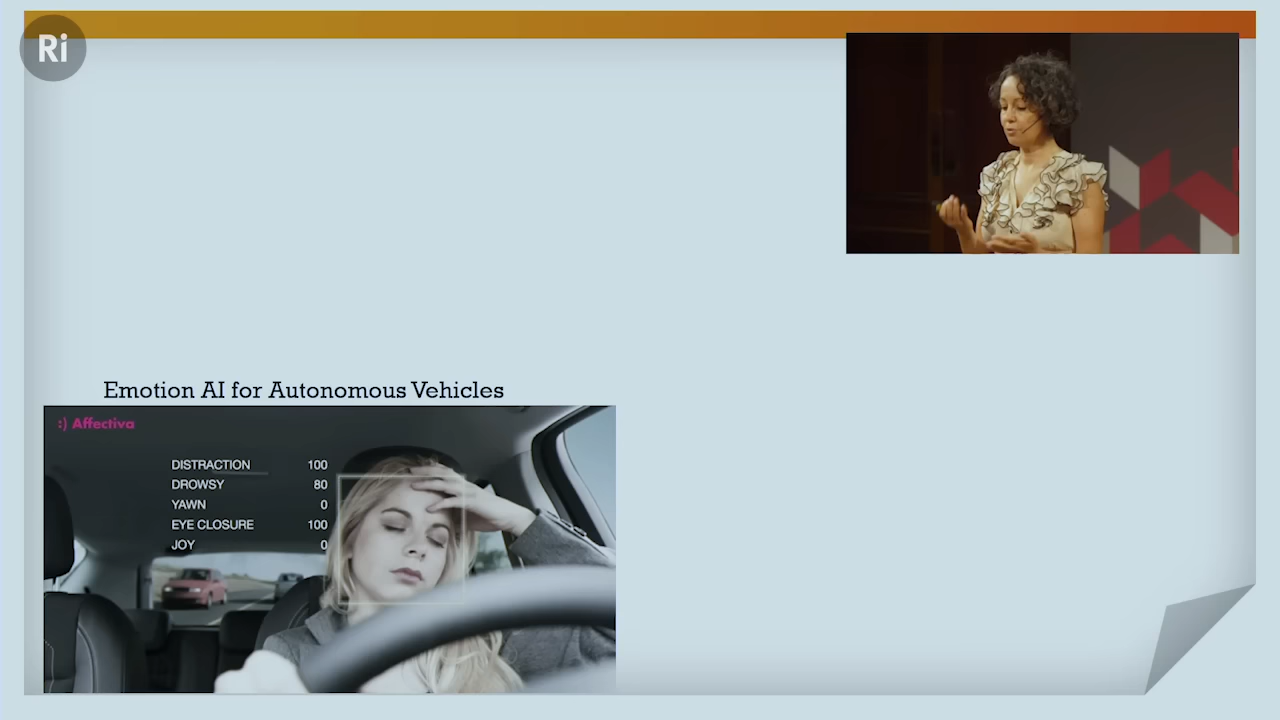 Ri
Emotion AI for Autonomous Vehicles
:) Affectiva
DISTRACTION 100
DROWSY 80
YAWN 0
EYE CLOSURE 100
JOY 0